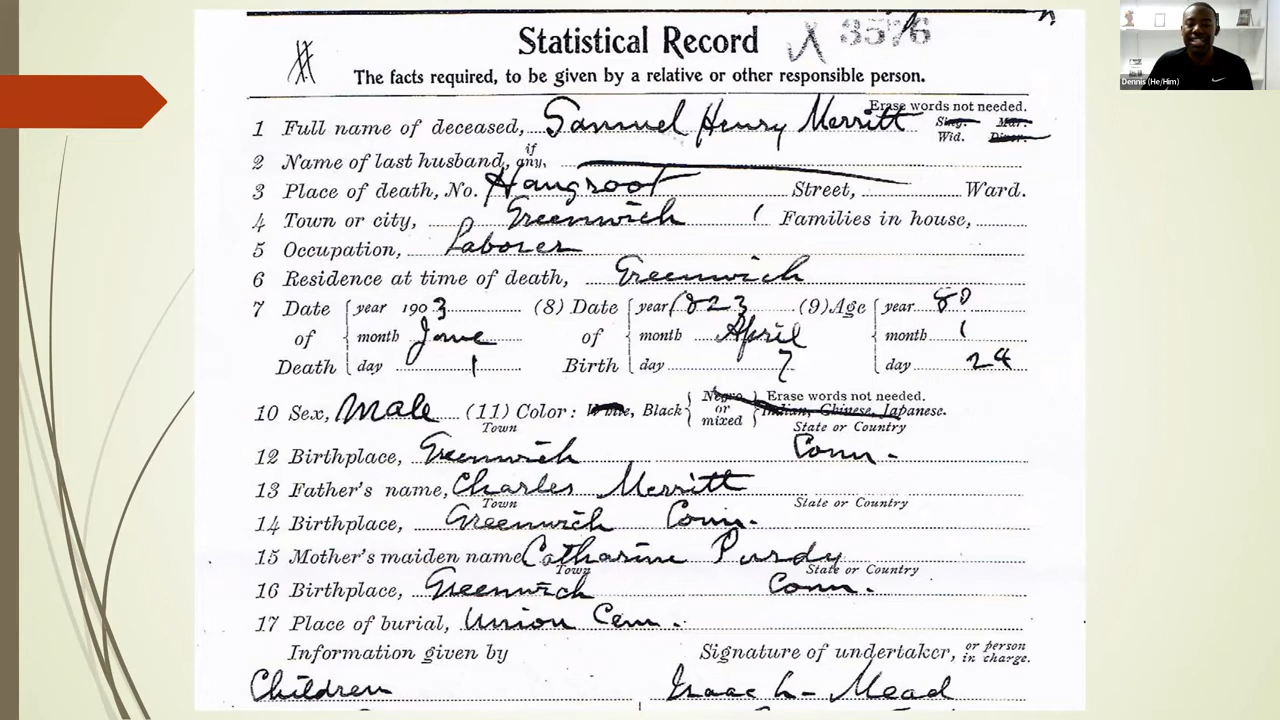 Statistical Record
3576
The facts required, to be given by a relative or other responsible person.
Erase words not needed.
1 Full name of deceased, Samuel Henry Merritt Sing. Mar.
Wid. Divor.
2 Name of last husband, if any,
3 Place of death, No. Hangroot Street, Ward.
4 Town or city, Greenwich 1 Families in house,
5 Occupation, Laborer
6 Residence at time of death, Greenwich
7 Date of Death year 1903 month June day 1 (8) Date of Birth year 1823 month April day 7 (9) Age year 80 month 1 day 24
10 Sex, Male (11) Color: White, Black Negro or mixed Erase words not needed. Indian, Chinese, Japanese.
Town State or Country
12 Birthplace, Greenwich Conn.
13 Father's name, Charles Merritt
Town State or Country
14 Birthplace, Greenwich Conn.
15 Mother's maiden name Catharine Purdy
Town State or Country
16 Birthplace, Greenwich Conn.
17 Place of burial, Union Cem.
Information given by Signature of undertaker, or person in charge.
Children Isaac L- Mead
Dennis (He/Him)